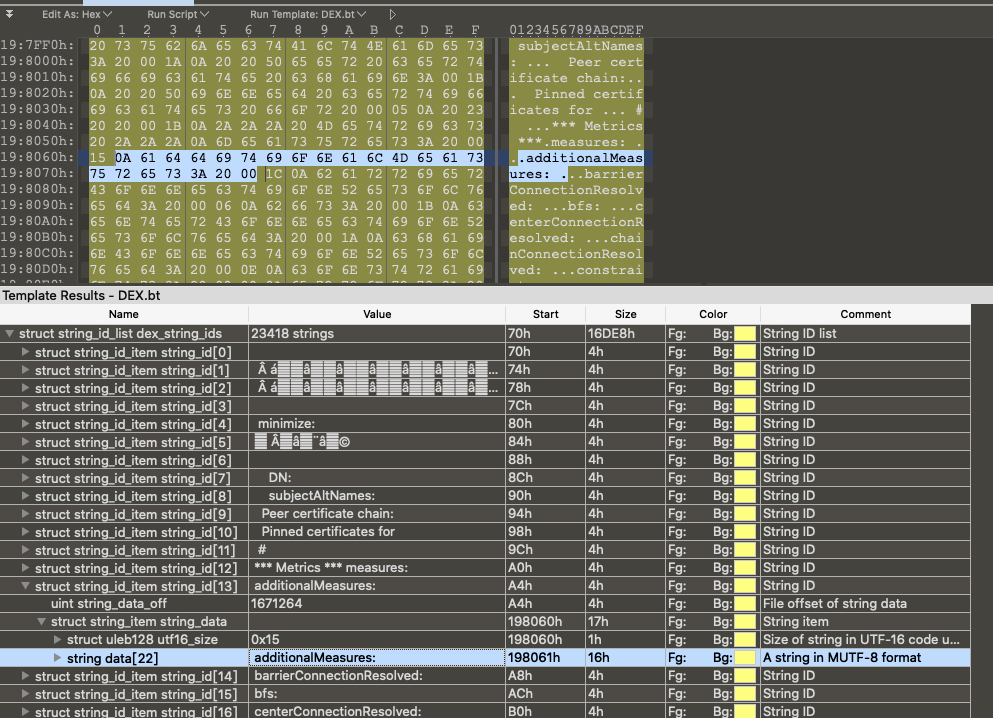 Edit As: Hex Run Script Run Template: DEX.bt
0 1 2 3 4 5 6 7 8 9 A B C D E F 0123456789ABCDEF
19:7FF0h: 20 73 75 62 6A 65 63 74 41 6C 74 4E 61 6D 65 73 subjectAltNames
19:8000h: 3A 20 00 1A 0A 20 20 50 65 65 72 20 63 65 72 74 : ... Peer cert
19:8010h: 69 66 69 63 61 74 65 20 63 68 61 69 6E 3A 00 1B ificate chain:..
19:8020h: 0A 20 20 50 69 6E 6E 65 64 20 63 65 72 74 69 66 . Pinned certif
19:8030h: 69 63 61 74 65 73 20 66 6F 72 20 00 05 0A 20 23 icates for ... #
19:8040h: 20 20 00 1B 0A 2A 2A 2A 20 4D 65 74 72 69 63 73 ...*** Metrics
19:8050h: 20 2A 2A 2A 0A 6D 65 61 73 75 72 65 73 3A 20 00 ***.measures: .
19:8060h: 15 0A 61 64 64 69 74 69 6F 6E 61 6C 4D 65 61 73 ..additionalMeas
19:8070h: 75 72 65 73 3A 20 00 1C 0A 62 61 72 72 69 65 72 ures: ...barrier
19:8080h: 43 6F 6E 6E 65 63 74 69 6F 6E 52 65 73 6F 6C 76 ConnectionResolv
19:8090h: 65 64 3A 20 00 06 0A 62 66 73 3A 20 00 1B 0A 63 ed: ...bfs: ...c
19:80A0h: 65 6E 74 65 72 43 6F 6E 6E 65 63 74 69 6F 6E 52 enterConnectionR
19:80B0h: 65 73 6F 6C 76 65 64 3A 20 00 1A 0A 63 68 61 69 esolved: ...chai
19:80C0h: 6E 43 6F 6E 6E 65 63 74 69 6F 6E 52 65 73 6F 6C nConnectionResol
19:80D0h: 76 65 64 3A 20 00 0E 0A 63 6F 6E 73 74 72 61 69 ved: ...constrai
Template Results - DEX.bt
Name Value Start Size Color Comment
struct string_id_list dex_string_ids 23418 strings 70h 16DE8h Fg: Bg: String ID list
struct string_id_item string_id[0] 70h 4h Fg: Bg: String ID
struct string_id_item string_id[1] 74h 4h Fg: Bg: String ID
struct string_id_item string_id[2] 78h 4h Fg: Bg: String ID
struct string_id_item string_id[3] 7Ch 4h Fg: Bg: String ID
struct string_id_item string_id[4] minimize: 80h 4h Fg: Bg: String ID
struct string_id_item string_id[5] 84h 4h Fg: Bg: String ID
struct string_id_item string_id[6] 88h 4h Fg: Bg: String ID
struct string_id_item string_id[7] DN: 8Ch 4h Fg: Bg: String ID
struct string_id_item string_id[8] subjectAltNames: 90h 4h Fg: Bg: String ID
struct string_id_item string_id[9] Peer certificate chain: 94h 4h Fg: Bg: String ID
struct string_id_item string_id[10] Pinned certificates for 98h 4h Fg: Bg: String ID
struct string_id_item string_id[11] # 9Ch 4h Fg: Bg: String ID
struct string_id_item string_id[12] *** Metrics *** measures: A0h 4h Fg: Bg: String ID
struct string_id_item string_id[13] additionalMeasures: A4h 4h Fg: Bg: String ID
uint string_data_off 1671264 A4h 4h Fg: Bg: File offset of string data
struct string_item string_data 198060h 17h Fg: Bg: String item
struct uleb128 utf16_size 0x15 198060h 1h Fg: Bg: Size of string in UTF-16 code u...
string data[22] additionalMeasures: 198061h 16h Fg: Bg: A string in MUTF-8 format
struct string_id_item string_id[14] barrierConnectionResolved: A8h 4h Fg: Bg: String ID
struct string_id_item string_id[15] bfs: ACh 4h Fg: Bg: String ID
struct string_id_item string_id[16] centerConnectionResolved: B0h 4h Fg: Bg: String ID